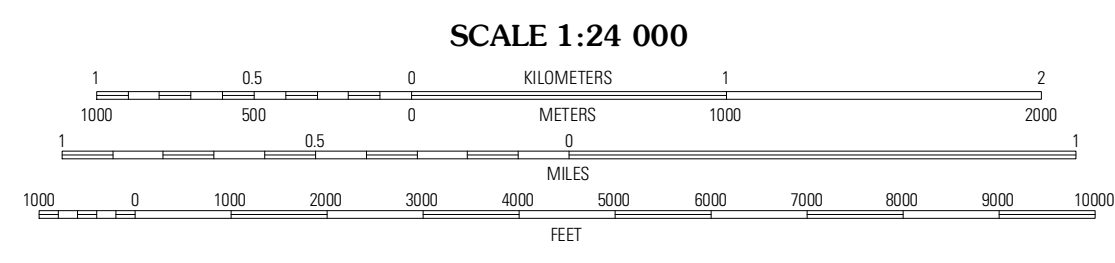 SCALE 1:24 000
1 0.5 0 KILOMETERS 1 2
1000 500 0 METERS 1000 2000
1 0.5 0 1
MILES
1000 0 1000 2000 3000 4000 5000 6000 7000 8000 9000 10000
FEET